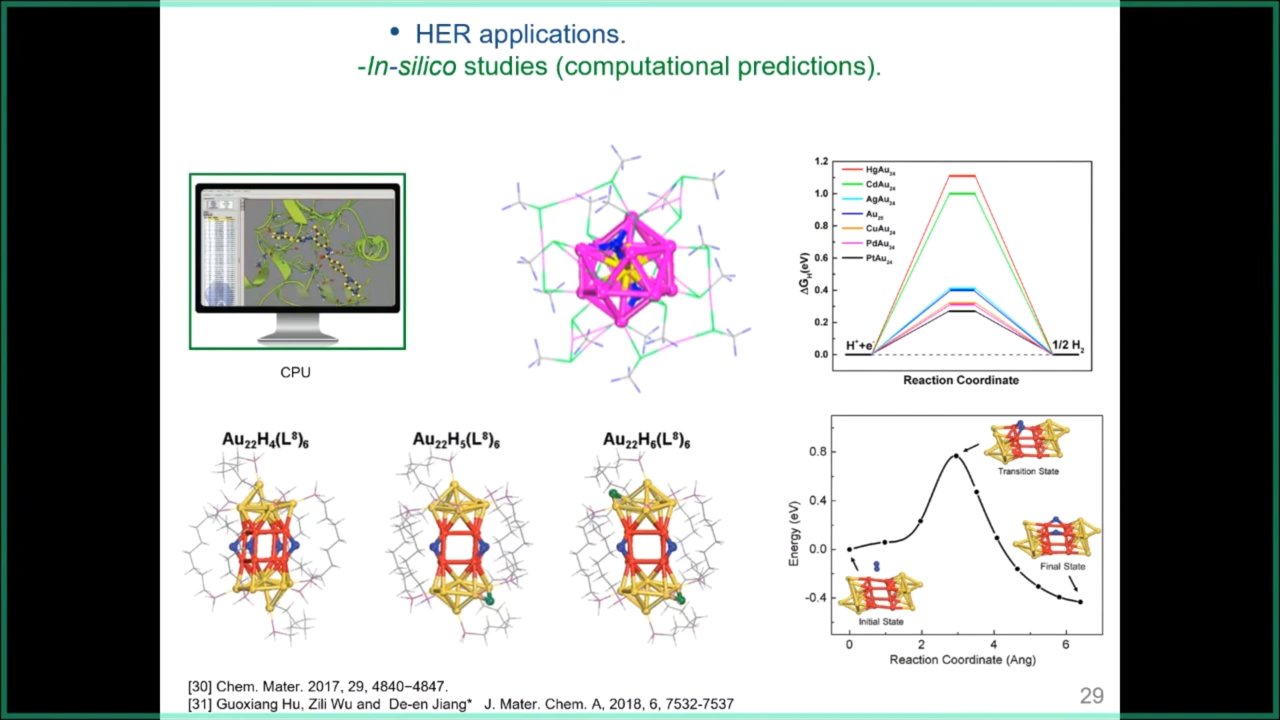 • HER applications.
-In-silico studies (computational predictions).
CPU
1.2
1.0
0.8
0.6
0.4
0.2
0.0
ΔG_H(eV)
HgAu₂₄
CdAu₂₄
AgAu₂₄
Au₂₅
CuAu₂₄
PdAu₂₄
PtAu₂₄
H⁺+e⁻
1/2 H₂
Reaction Coordinate
Au₂₂H₄(L⁸)₆
Au₂₂H₅(L⁸)₆
Au₂₂H₆(L⁸)₆
0.8
0.4
0.0
-0.4
Energy (eV)
Transition State
Final State
Initial State
0 2 4 6
Reaction Coordinate (Ang)
[30] Chem. Mater. 2017, 29, 4840−4847.
[31] Guoxiang Hu, Zili Wu and De-en Jiang* J. Mater. Chem. A, 2018, 6, 7532-7537
29